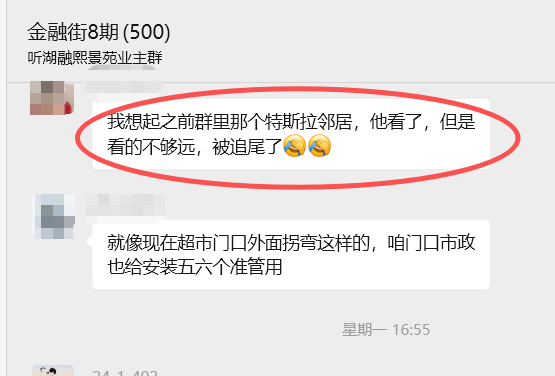 金融街8期 (500)
听湖融熙景苑业主群
我想起之前群里那个特斯拉邻居，他看了，但是
看的不够远，被追尾了🤣🤣
就像现在超市门口外面拐弯这样的，咱门口市政
也给安装五六个准管用
星期一 16:55
24-1-402